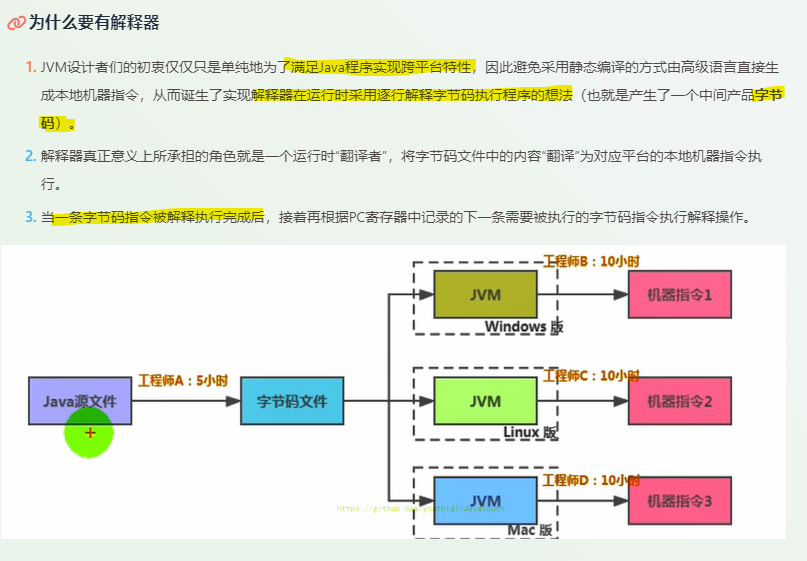 为什么要有解释器
1. JVM设计者们的初衷仅仅只是单纯地为了满足Java程序实现跨平台特性，因此避免采用静态编译的方式由高级语言直接生
成本地机器指令，从而诞生了实现解释器在运行时采用逐行解释字节码执行程序的想法（也就是产生了一个中间产品字节
码）。
2. 解释器真正意义上所承担的角色就是一个运行时“翻译者”，将字节码文件中的内容“翻译”为对应平台的本地机器指令执
行。
3. 当一条字节码指令被解释执行完成后，接着再根据PC寄存器中记录的下一条需要被执行的字节码指令执行解释操作。
工程师B：10小时
JVM
机器指令1
Windows 版
工程师A：5小时
工程师C：10小时
Java源文件
字节码文件
JVM
机器指令2
Linux 版
工程师D：10小时
JVM
机器指令3
Mac 版